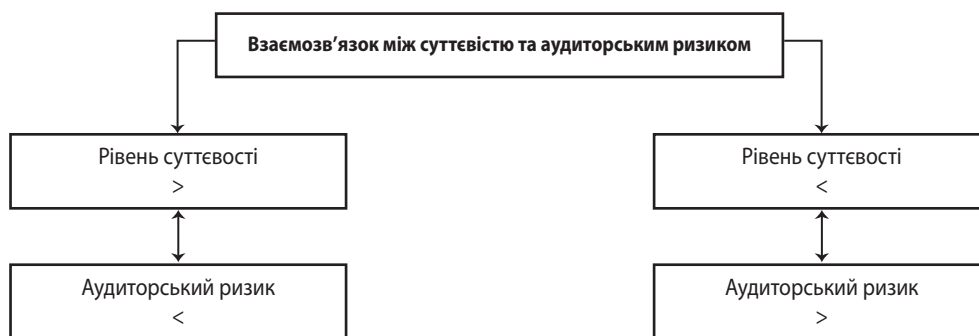 Взаємозв’язок між суттєвістю та аудиторським ризиком
Рівень суттєвості
>
Рівень суттєвості
<
Аудиторський ризик
<
Аудиторський ризик
>